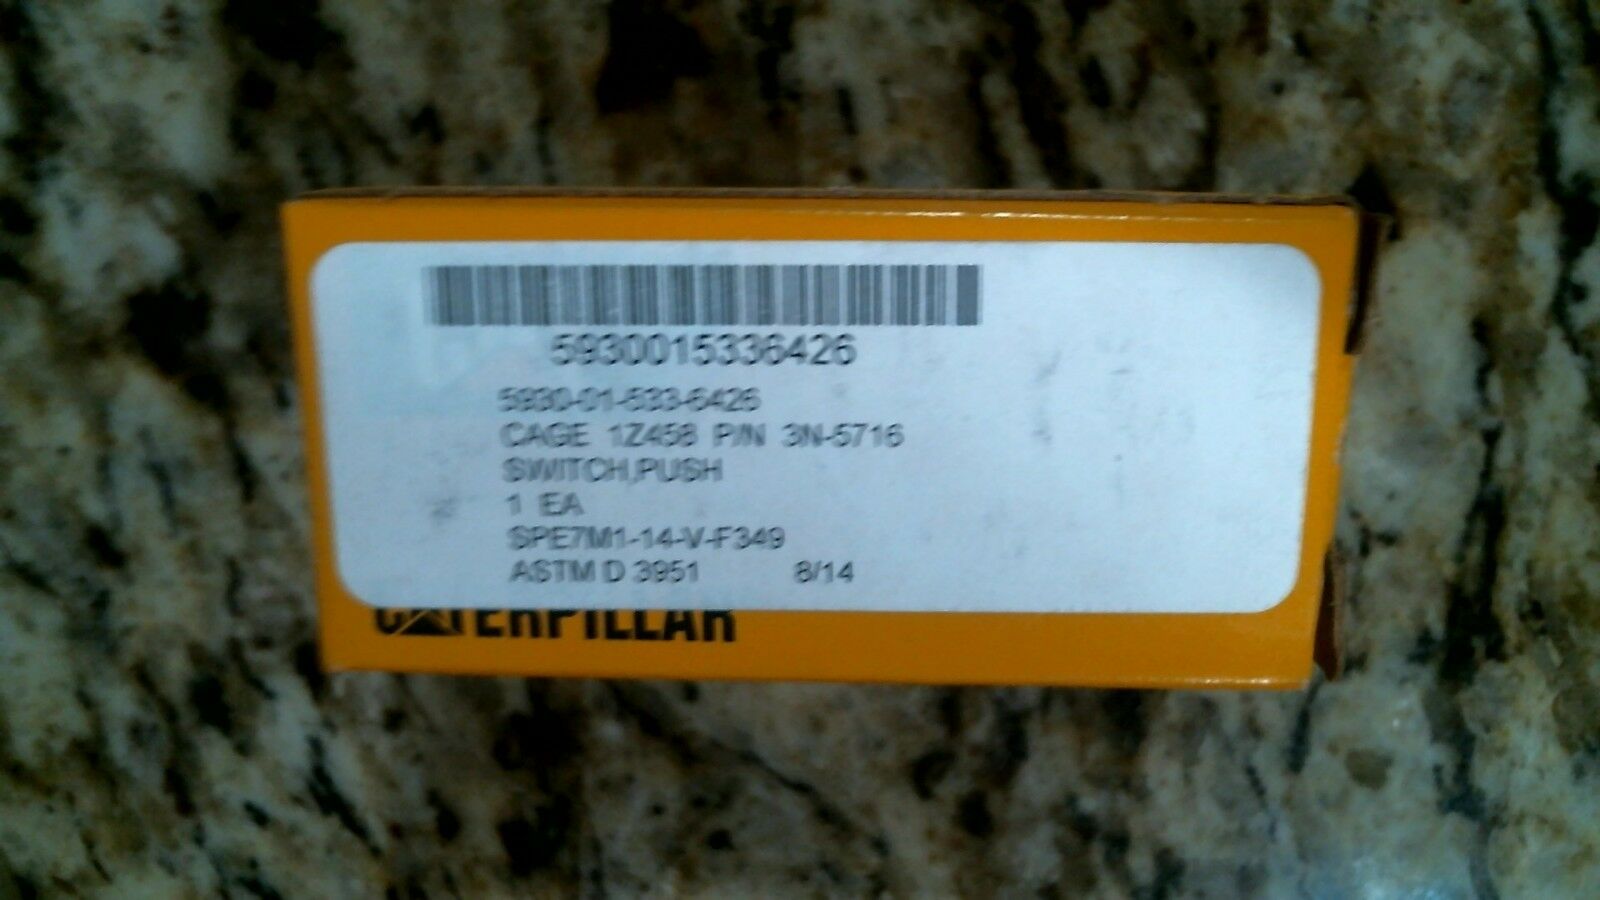 5930015336426
5930-01-533-6426
CAGE 1Z458 P/N 3N-5716
SWITCH,PUSH
1 EA
SPE7M1-14-V-F349
ASTM D 3951 8/14
CATERPILLAR